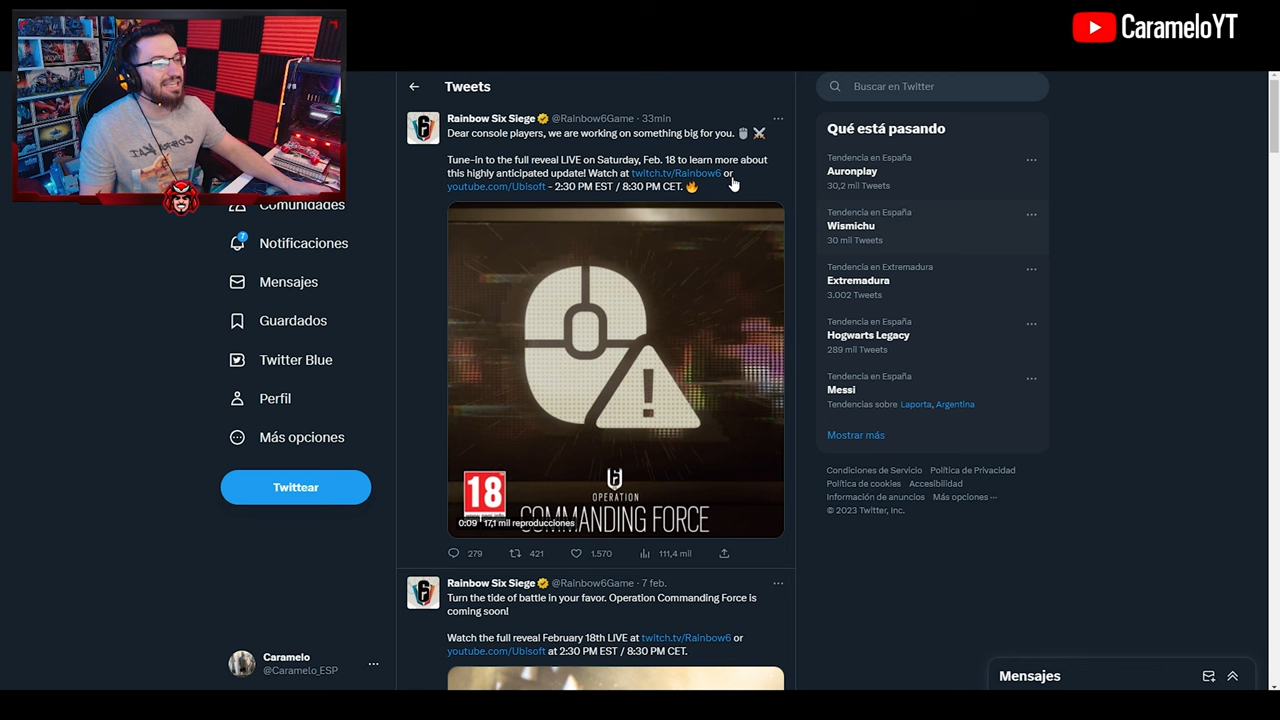 CarameloYT
Tweets
Buscar en Twitter
Rainbow Six Siege @Rainbow6Game · 33min
Dear console players, we are working on something big for you.
Tune-in to the full reveal LIVE on Saturday, Feb. 18 to learn more about
this highly anticipated update! Watch at twitch.tv/Rainbow6 or
youtube.com/Ubisoft - 2:30 PM EST / 8:30 PM CET.
18
OPERATION
COMMANDING FORCE
0:09 17,1 mil reproducciones
279 421 1.570 111,4 mil
Rainbow Six Siege @Rainbow6Game · 7 feb.
Turn the tide of battle in your favor. Operation Commanding Force is
coming soon!
Watch the full reveal February 18th LIVE at twitch.tv/Rainbow6 or
youtube.com/Ubisoft at 2:30 PM EST / 8:30 PM CET.
Comunidades
7
Notificaciones
Mensajes
Guardados
Twitter Blue
Perfil
Más opciones
Twittear
Caramelo
@Caramelo_ESP
Qué está pasando
Tendencia en España
Auronplay
30,2 mil Tweets
Tendencia en España
Wismichu
30 mil Tweets
Tendencia en Extremadura
Extremadura
3.002 Tweets
Tendencia en España
Hogwarts Legacy
289 mil Tweets
Tendencia en España
Messi
Tendencias sobre Laporta, Argentina
Mostrar más
Condiciones de Servicio Política de Privacidad
Política de cookies Accesibilidad
Información de anuncios Más opciones ···
© 2023 Twitter, Inc.
Mensajes